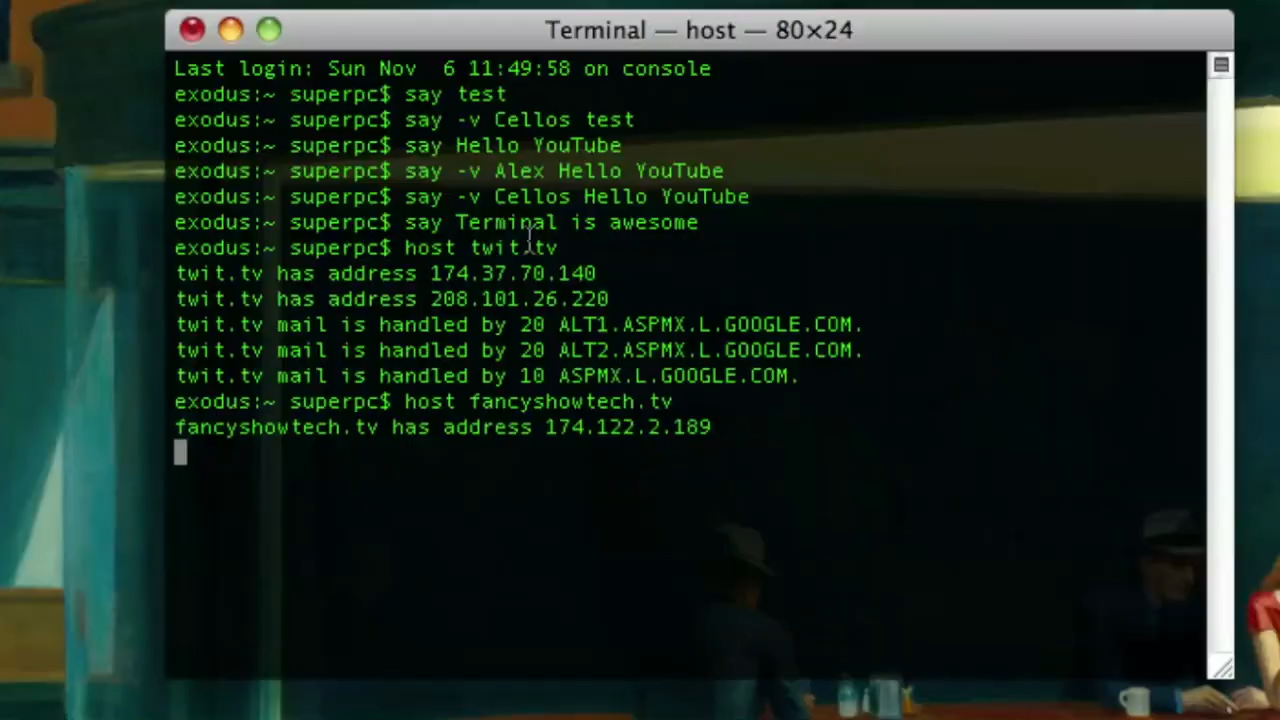 Terminal — host — 80×24
Last login: Sun Nov  6 11:49:58 on console
exodus:~ superpc$ say test
exodus:~ superpc$ say -v Cellos test
exodus:~ superpc$ say Hello YouTube
exodus:~ superpc$ say -v Alex Hello YouTube
exodus:~ superpc$ say -v Cellos Hello YouTube
exodus:~ superpc$ say Terminal is awesome
exodus:~ superpc$ host twit.tv
twit.tv has address 174.37.70.140
twit.tv has address 208.101.26.220
twit.tv mail is handled by 20 ALT1.ASPMX.L.GOOGLE.COM.
twit.tv mail is handled by 20 ALT2.ASPMX.L.GOOGLE.COM.
twit.tv mail is handled by 10 ASPMX.L.GOOGLE.COM.
exodus:~ superpc$ host fancyshowtech.tv
fancyshowtech.tv has address 174.122.2.189